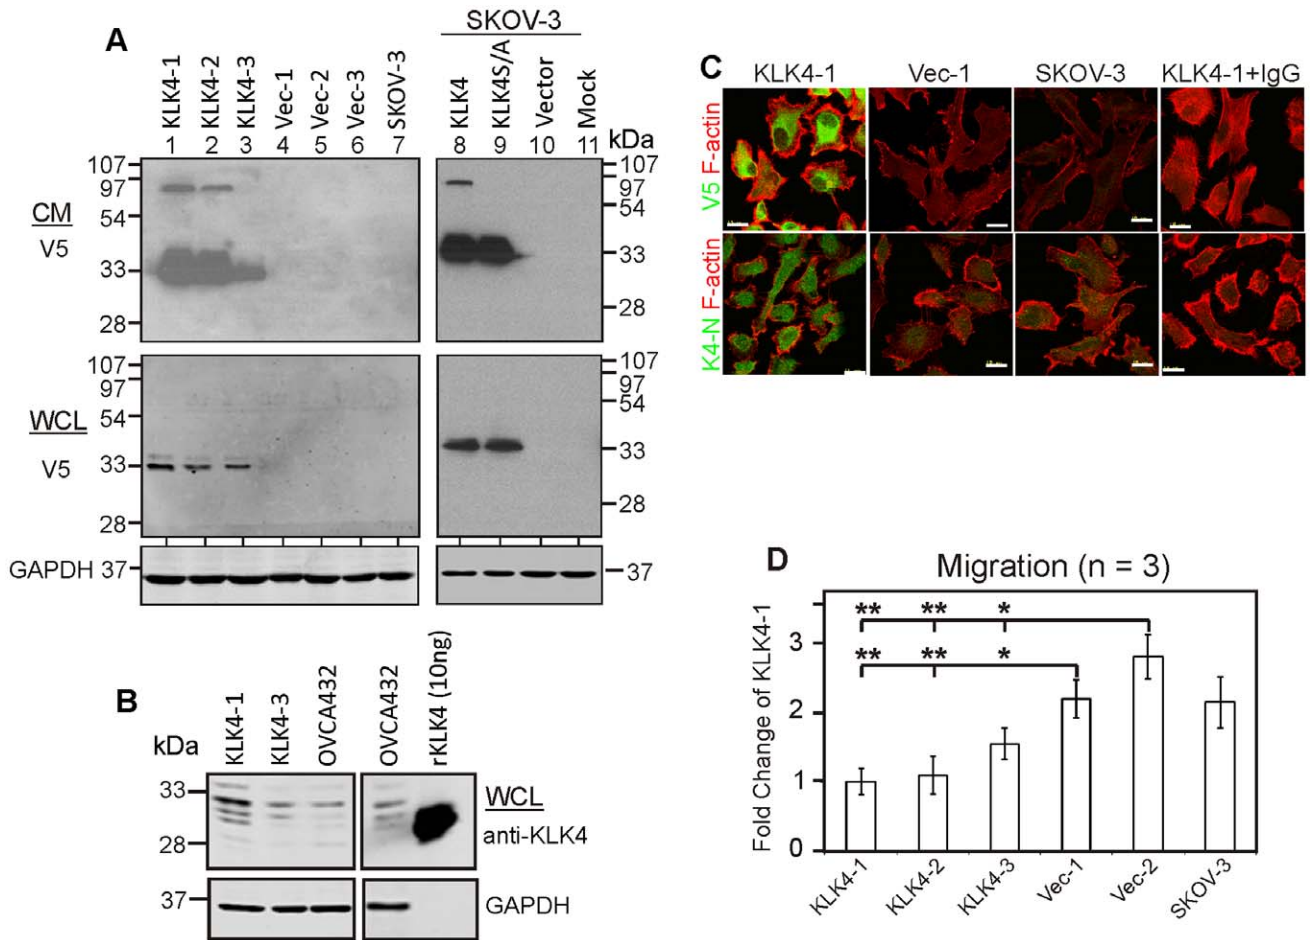 A
SKOV-3
KLK4-1 KLK4-2 KLK4-3 Vec-1 Vec-2 Vec-3 SKOV-3 KLK4 KLK4S/A Vector Mock
1 2 3 4 5 6 7 8 9 10 11 kDa
CM
V5
107
97
54
33
28
107
97
54
33
28
WCL
V5
107
97
54
33
28
107
97
54
33
28
GAPDH 37
37
B
kDa
KLK4-1 KLK4-3 OVCA432 OVCA432 rKLK4 (10ng)
33
28
WCL
anti-KLK4
37
GAPDH
C
KLK4-1 Vec-1 SKOV-3 KLK4-1+IgG
V5 F-actin
K4-N F-actin
D
Migration (n = 3)
Fold Change of KLK4-1
3
2
1
0
** ** *
** ** *
KLK4-1 KLK4-2 KLK4-3 Vec-1 Vec-2 SKOV-3